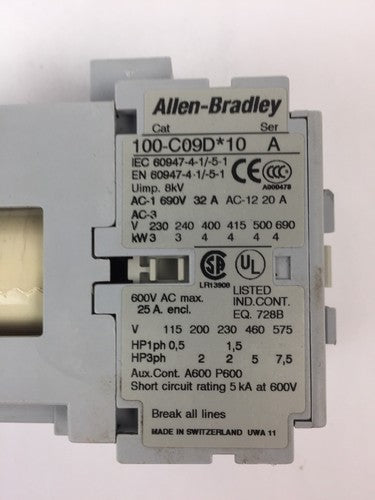 Allen-Bradley
Cat Ser
100-C09D*10 A
IEC 60947-4-1/-5-1
EN 60947-4-1/-5-1
Uimp. 8kV
CCC
A000478
AC-1 690V 32 A AC-12 20 A
AC-3
V 230 240 400 415 500 690
kW 3 3 4 4 4 4
SA
LR13908
UL
LISTED
IND.CONT.
EQ. 728B
600V AC max.
25 A. encl.
V 115 200 230 460 575
HP1ph 0,5 1,5
HP3ph 2 2 5 7,5
Aux.Cont. A600 P600
Short circuit rating 5 kA at 600V
Break all lines
MADE IN SWITZERLAND UWA 11